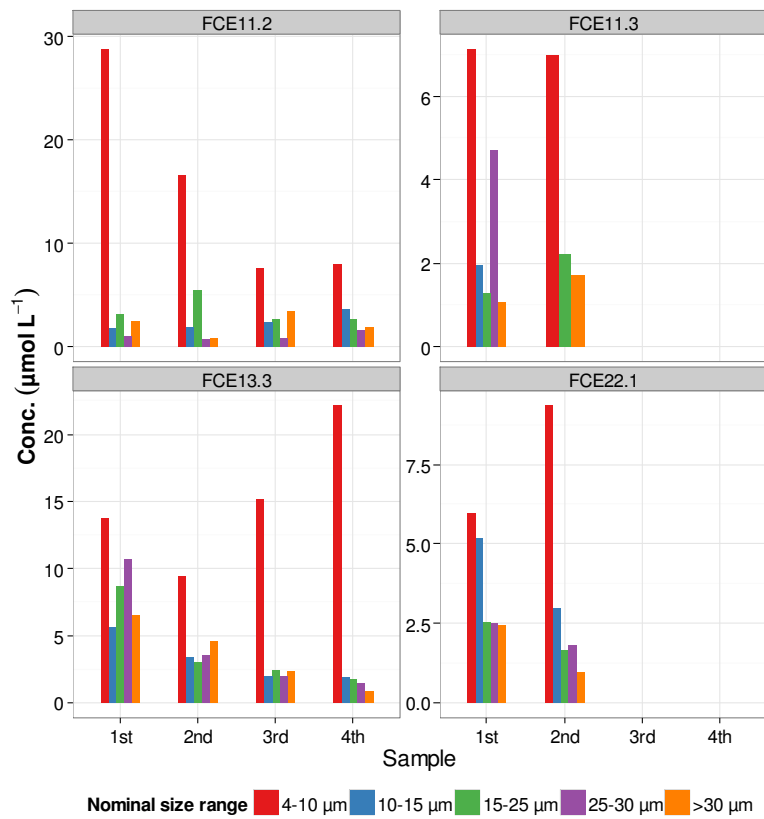 FCE11.2
FCE11.3
30
20
10
0
6
4
2
0
FCE13.3
FCE22.1
20
15
10
5
0
7.5
5.0
2.5
0.0
Conc. (µmol L⁻¹)
1st 2nd 3rd 4th
1st 2nd 3rd 4th
Sample
Nominal size range 4-10 µm 10-15 µm 15-25 µm 25-30 µm >30 µm